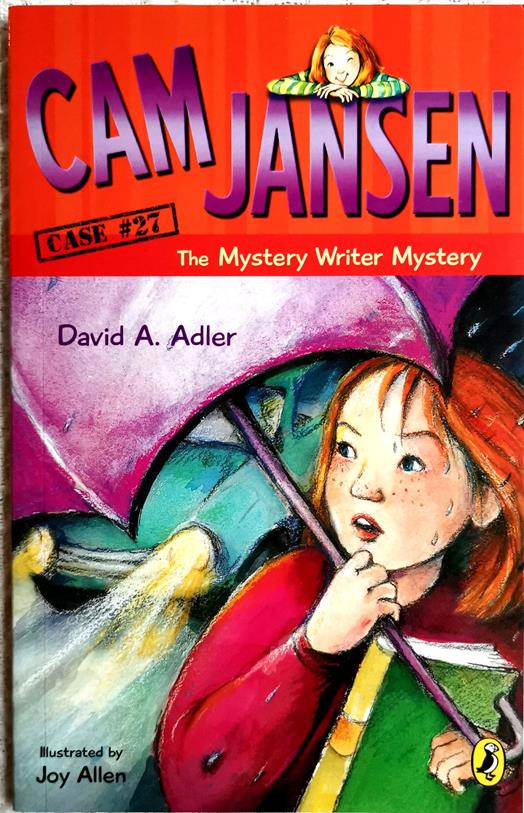 CAM JANSEN
CASE #27
The Mystery Writer Mystery
David A. Adler
Illustrated by
Joy Allen